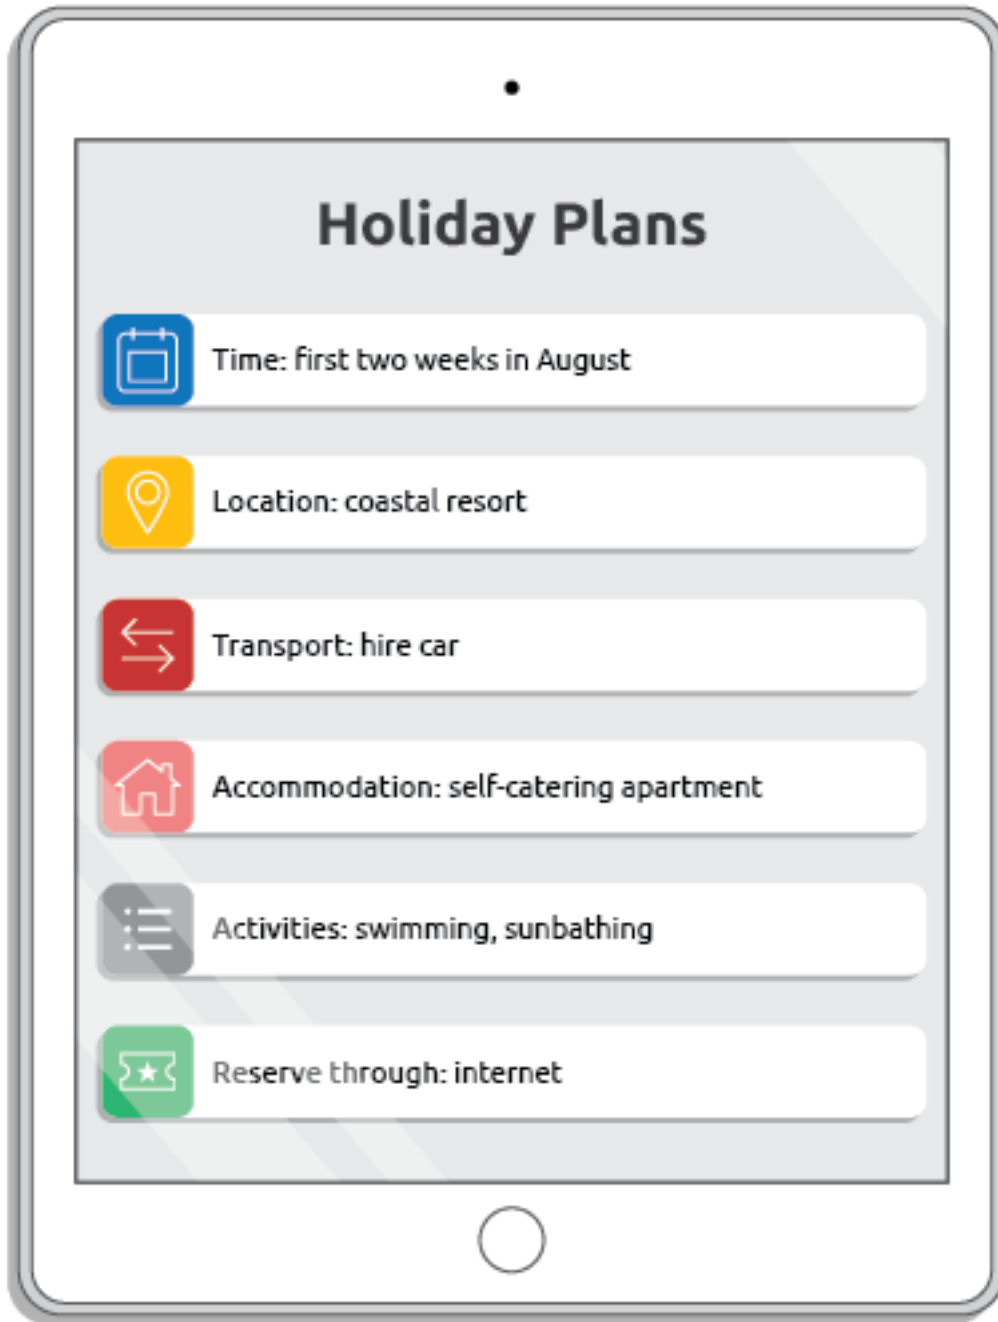 Holiday Plans
Time: first two weeks in August
Location: coastal resort
Transport: hire car
Accommodation: self-catering apartment
Activities: swimming, sunbathing
Reserve through: internet